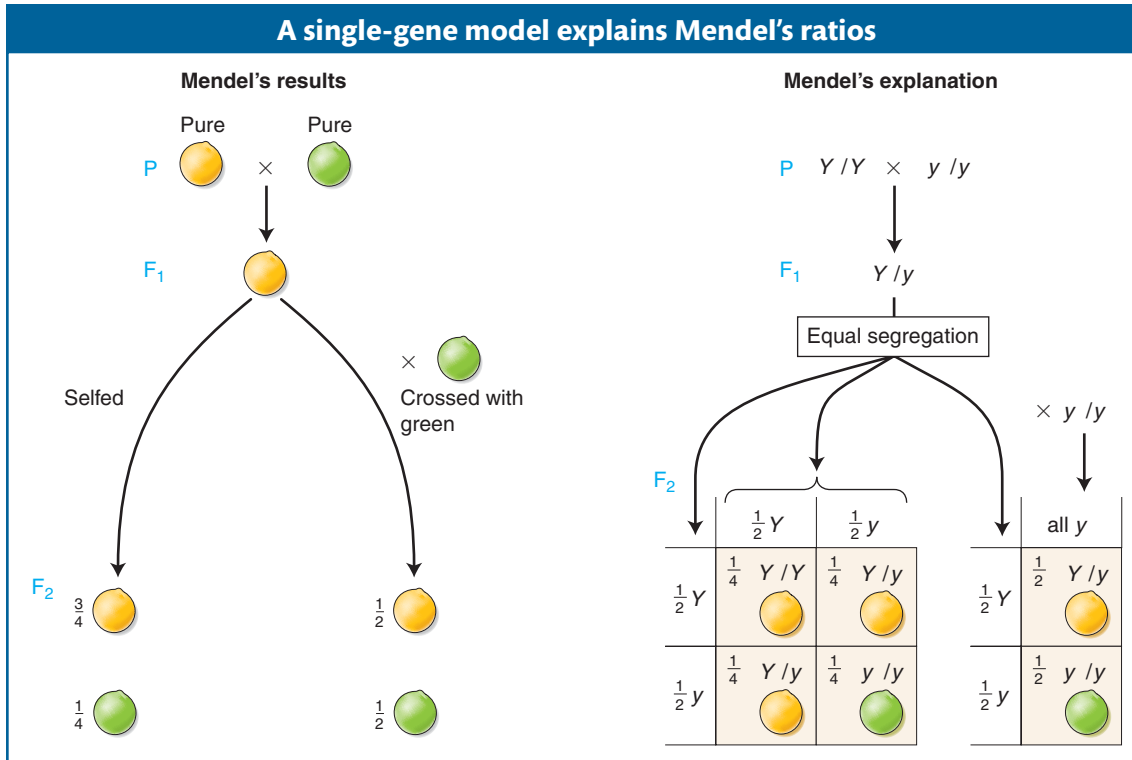 A single-gene model explains Mendel's ratios
Mendel's results
Pure Pure
P ×
F1
× 
Selfed
Crossed with
green
F2
3/4 1/2
1/4 1/2
Mendel's explanation
P Y /Y × y /y
F1 Y /y
Equal segregation
× y /y
F2
1/2 Y 1/2 y all y
1/2 Y 1/4 Y /Y 1/4 Y /y 1/2 Y 1/2 Y /y
1/2 y 1/4 Y /y 1/4 y /y 1/2 y 1/2 y /y